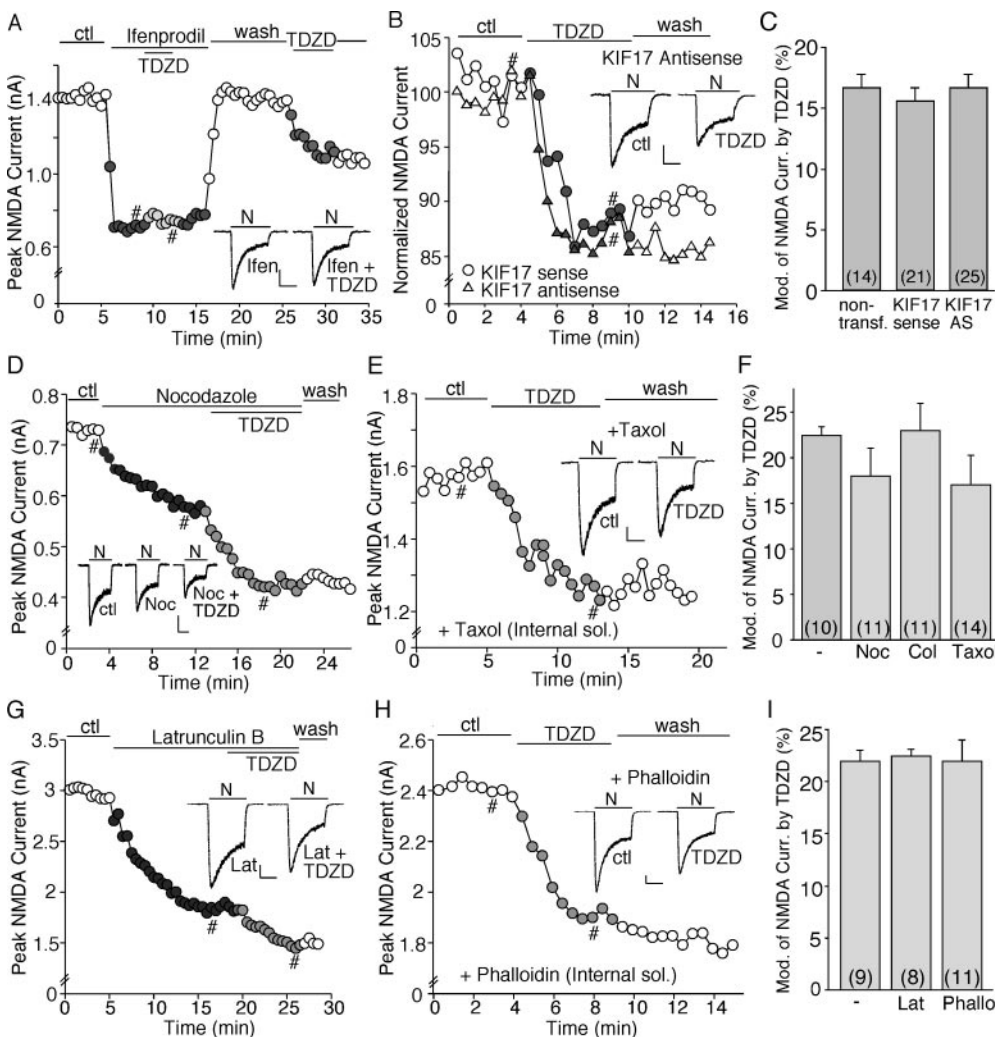 A
ctl Ifenprodil wash TDZD
TDZD
Peak NMDA Current (nA)
1.4
1.0
0.6
0
#
#
N N
Ifen Ifen +
TDZD
0 5 10 15 20 25 30 35
Time (min)
B
ctl TDZD wash
KIF17 Antisense
Normalized NMDA Current
105
100
95
90
85
0
#
#
#
N N
ctl TDZD
KIF17 sense
KIF17 antisense
0 2 4 6 8 10 12 14 16
Time (min)
C
Mod. of NMDA Curr. by TDZD (%)
20
15
10
5
0
(14) (21) (25)
non-transf. KIF17 sense KIF17 AS
D
ctl Nocodazole wash
TDZD
Peak NMDA Current (nA)
0.8
0.7
0.6
0.5
0.4
0
#
#
#
N N N
ctl Noc Noc +
TDZD
0 4 8 12 16 20 24
Time (min)
E
ctl TDZD wash
+Taxol
Peak NMDA Current (nA)
1.8
1.6
1.4
1.2
0
#
#
N N
ctl TDZD
+ Taxol (Internal sol.)
0 5 10 15 20
Time (min)
F
Mod. of NMDA Curr. by TDZD (%)
25
20
15
10
5
0
(10) (11) (11) (14)
- Noc Col Taxol
G
ctl Latrunculin B wash
TDZD
Peak NMDA Current (nA)
3.5
3
2.5
2
1.5
0
#
#
N N
Lat Lat +
TDZD
0 5 10 15 20 25 30
Time (min)
H
ctl TDZD wash
+ Phalloidin
Peak NMDA Current (nA)
2.6
2.4
2.2
2.0
1.8
0
#
#
N N
ctl TDZD
+ Phalloidin (Internal sol.)
0 2 4 6 8 10 12 14
Time (min)
I
Mod. of NMDA Curr. by TDZD (%)
25
20
15
10
5
0
(9) (8) (11)
- Lat Phallo